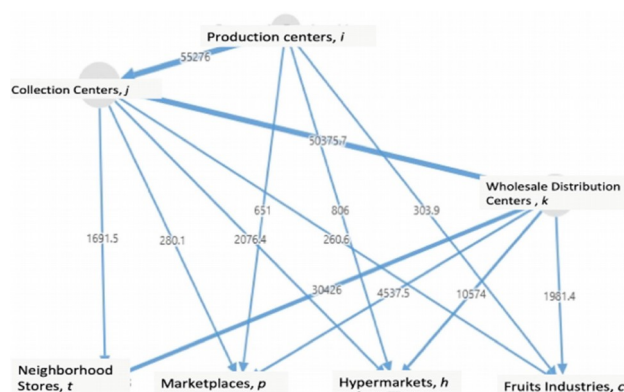 Production centers, i
55276
Collection Centers, j
50375.7
Wholesale Distribution
Centers , k
651
806
303.9
1691.5
280.1
2076.4
260.6
30426
4537.5
10574
1981.4
Neighborhood
Stores, t
Marketplaces, p
Hypermarkets, h
Fruits Industries, c